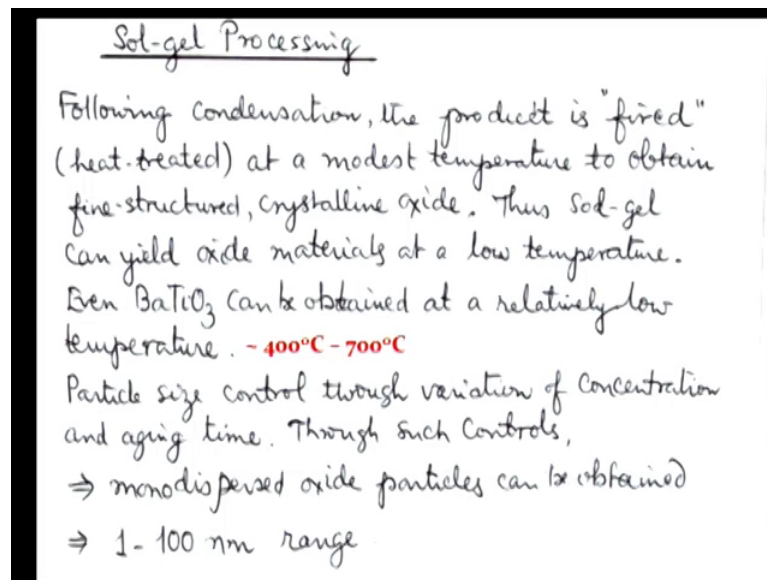 Sol-gel Processing
Following condensation, the product is "fired"
(heat-treated) at a modest temperature to obtain
fine-structured, crystalline oxide. Thus Sol-gel
can yield oxide materials at a low temperature.
Even BaTiO₃ can be obtained at a relatively low
temperature. ~ 400°C - 700°C
Particle size control through variation of concentration
and aging time. Through such controls,
⇒ monodispersed oxide particles can be obtained
⇒ 1 - 100 nm range